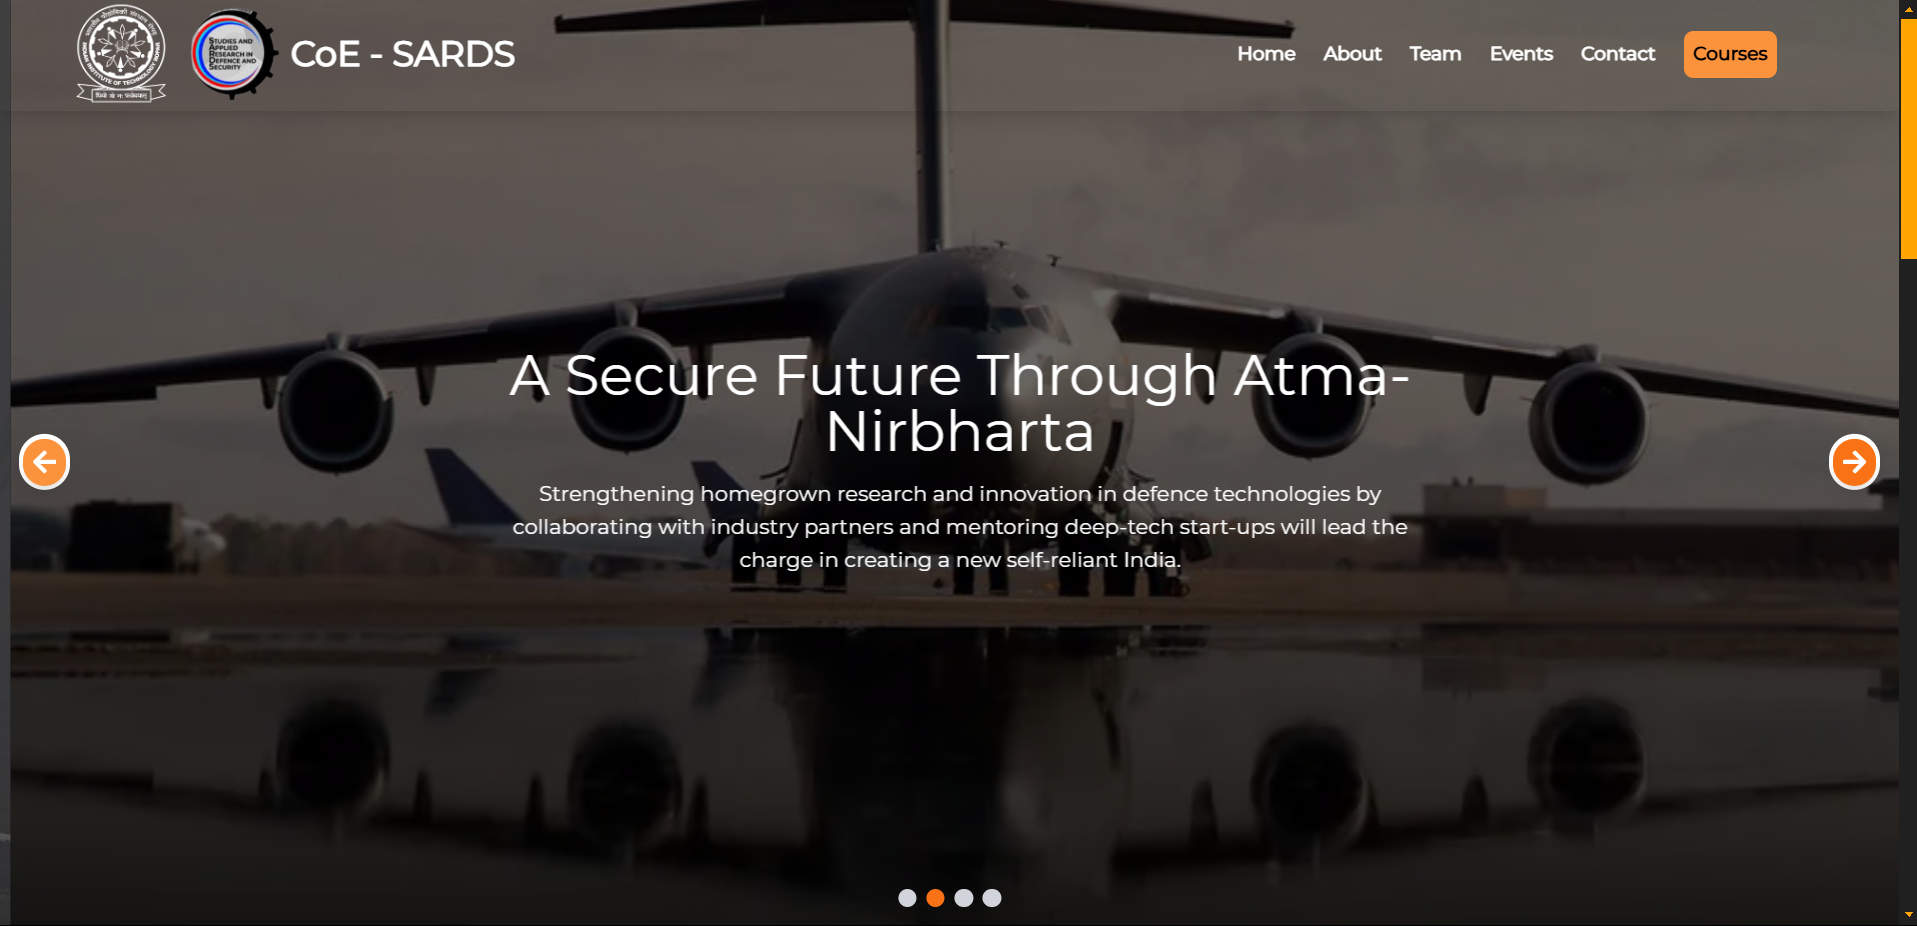 CoE - SARDS
STUDIES AND
APPLIED
RESEARCH IN
DEFENCE AND
SECURITY
Home
About
Team
Events
Contact
Courses
A Secure Future Through Atma-
Nirbharta
Strengthening homegrown research and innovation in defence technologies by
collaborating with industry partners and mentoring deep-tech start-ups will lead the
charge in creating a new self-reliant India.